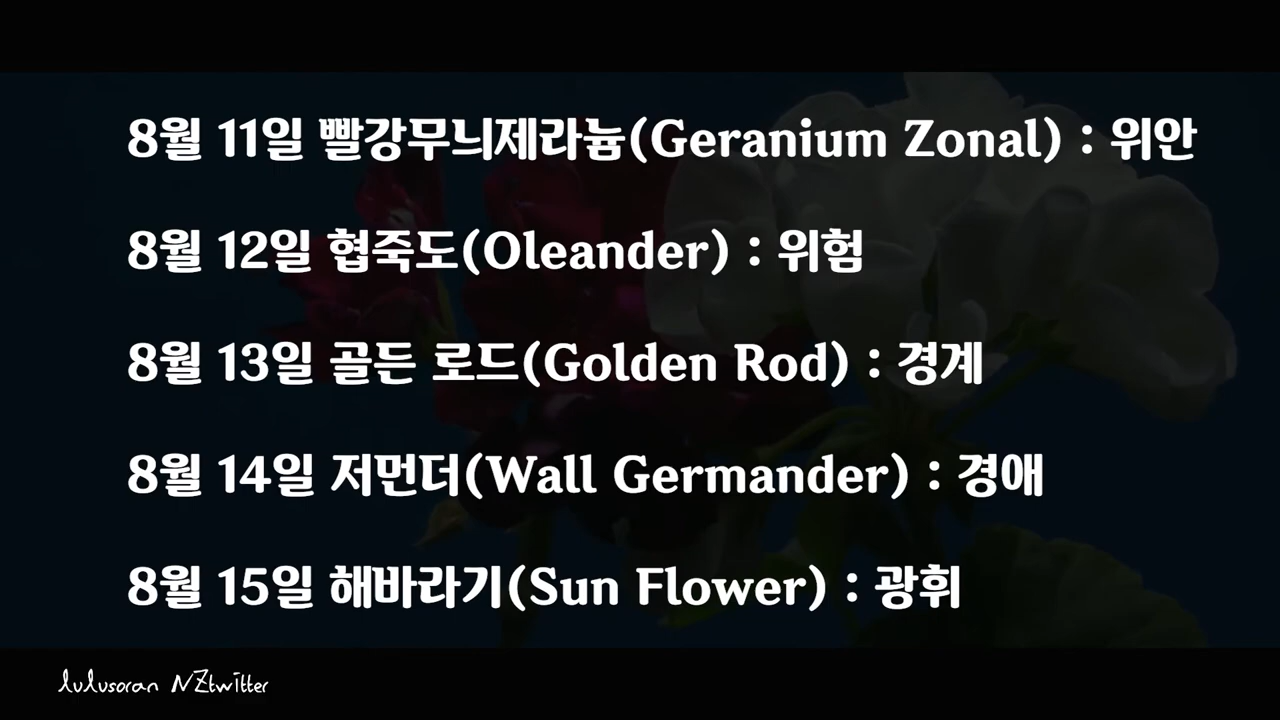 8월 11일 빨강무늬제라늄(Geranium Zonal) : 위안
8월 12일 협죽도(Oleander) : 위험
8월 13일 골든 로드(Golden Rod) : 경계
8월 14일 저먼더(Wall Germander) : 경애
8월 15일 해바라기(Sun Flower) : 광휘
lulusoran NZtwitter